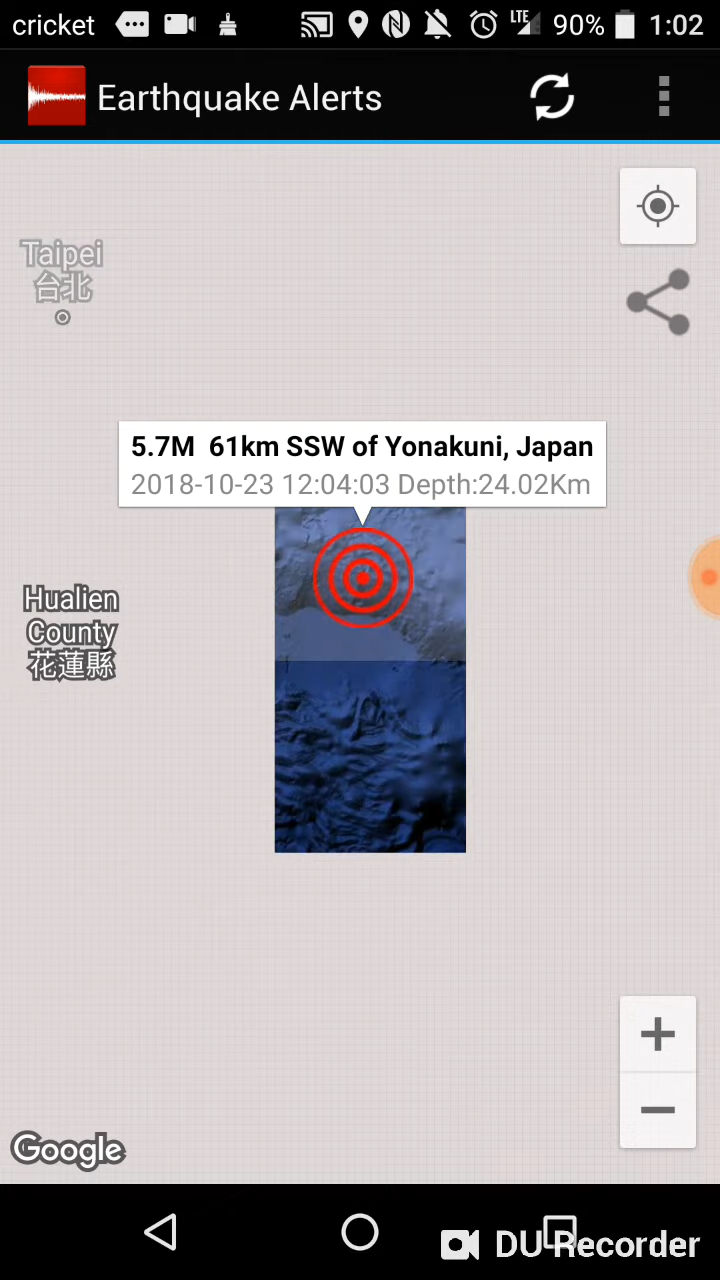 cricket LTE 90% 1:02
Earthquake Alerts
Taipei
台北
5.7M 61km SSW of Yonakuni, Japan
2018-10-23 12:04:03 Depth:24.02Km
Hualien
County
花蓮縣
+
−
Google
DU Recorder